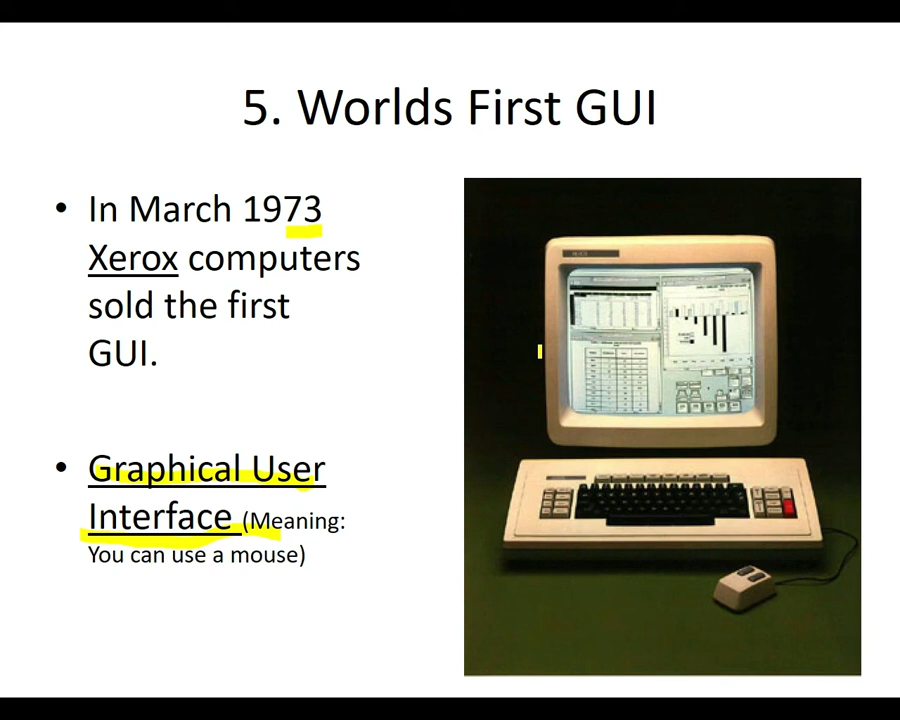 5. Worlds First GUI
• In March 1973
Xerox computers
sold the first
GUI.
• Graphical User
Interface (Meaning:
You can use a mouse)